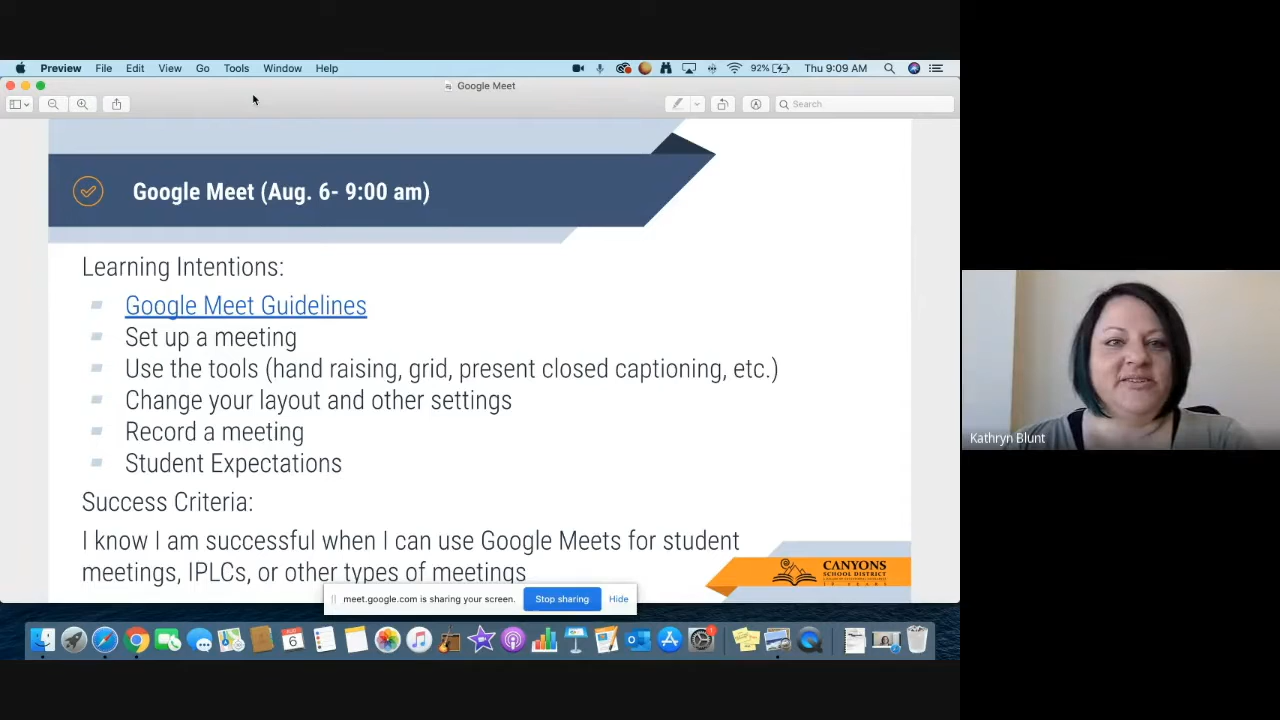 Preview File Edit View Go Tools Window Help 92% Thu 9:09 AM
Google Meet
Search
Google Meet (Aug. 6- 9:00 am)
Learning Intentions:
Google Meet Guidelines
Set up a meeting
Use the tools (hand raising, grid, present closed captioning, etc.)
Change your layout and other settings
Record a meeting
Student Expectations
Success Criteria:
I know I am successful when I can use Google Meets for student
meetings, IPLCs, or other types of meetings
CANYONS
SCHOOL DISTRICT
meet.google.com is sharing your screen. Stop sharing Hide
6
1
Kathryn Blunt